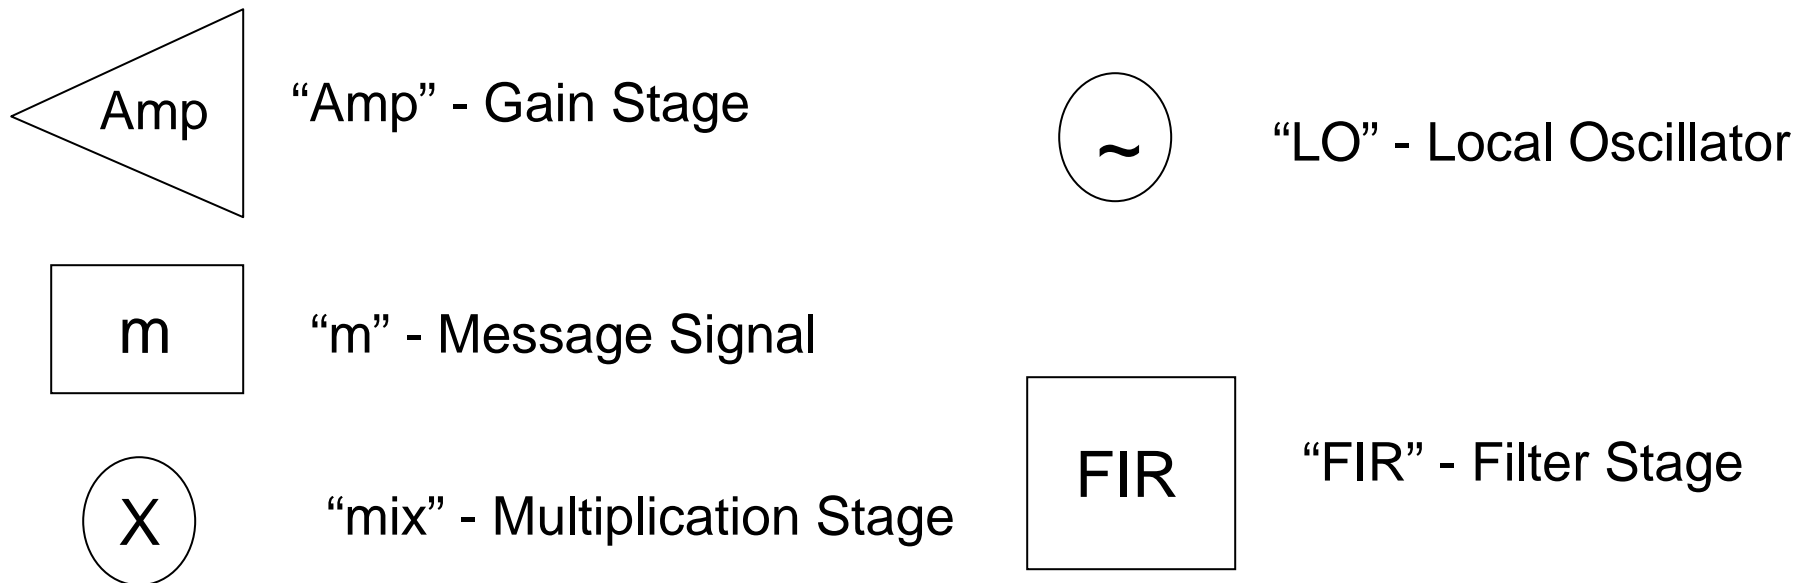 Amp “Amp” - Gain Stage
~ “LO” - Local Oscillator
m “m” - Message Signal
FIR “FIR” - Filter Stage
X “mix” - Multiplication Stage